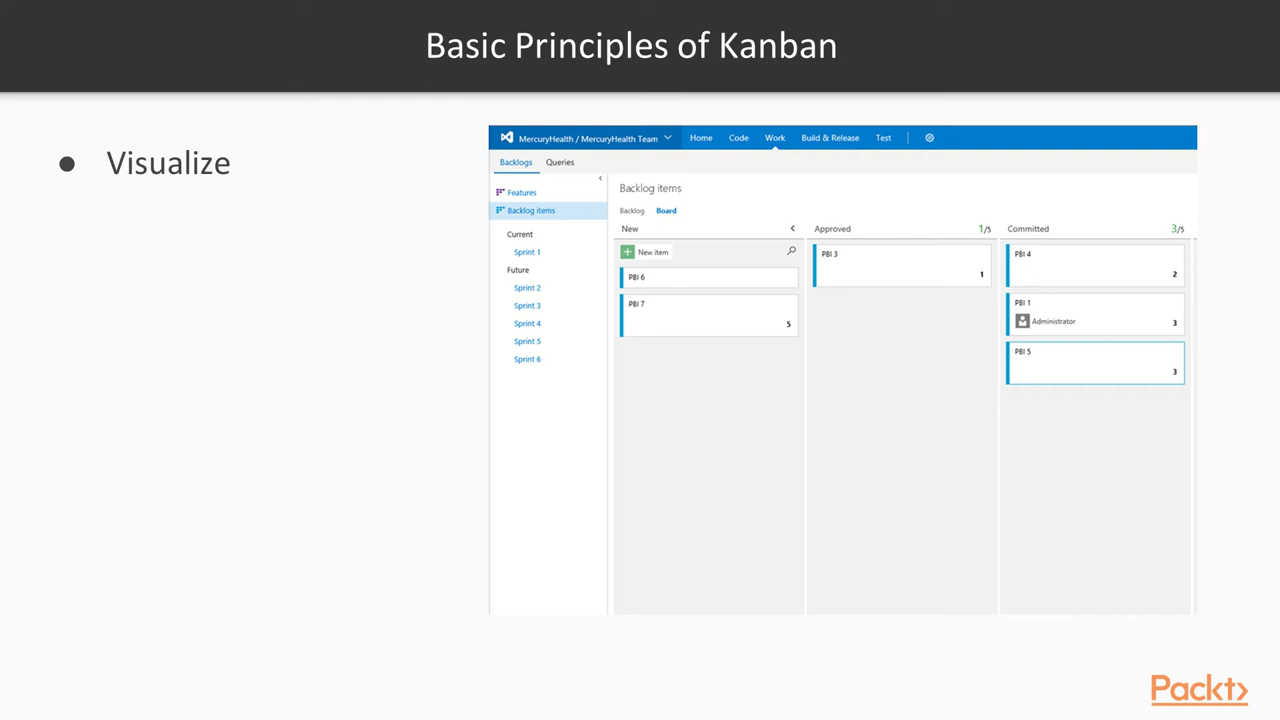 Basic Principles of Kanban
● Visualize
MercuryHealth / MercuryHealth Team
Home Code Work Build & Release Test
Backlogs Queries
Features
Backlog items
Current
Sprint 1
Future
Sprint 2
Sprint 3
Sprint 4
Sprint 5
Sprint 6
Backlog items
Backlog Board
New
New item
PBI 6
PBI 7
5
Approved 1/5
PBI 3
1
Committed 3/5
PBI 4
2
PBI 1
Administrator
3
PBI 5
3
Packt>